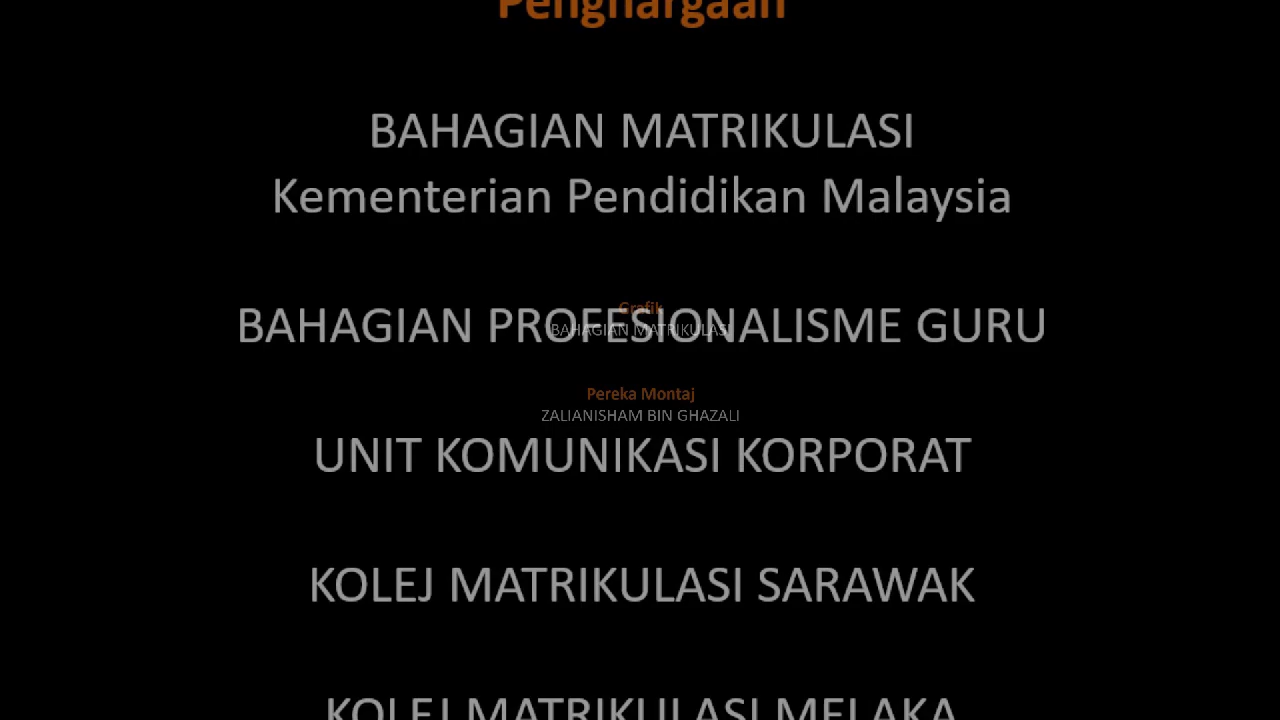 Penghargaan
BAHAGIAN MATRIKULASI
Kementerian Pendidikan Malaysia
Grafik
BAHAGIAN PROFESIONALISME GURU
BAHAGIAN MATRIKULASI
Pereka Montaj
ZALIANISHAM BIN GHAZALI
UNIT KOMUNIKASI KORPORAT
KOLEJ MATRIKULASI SARAWAK
KOLEJ MATRIKULASI MELAKA